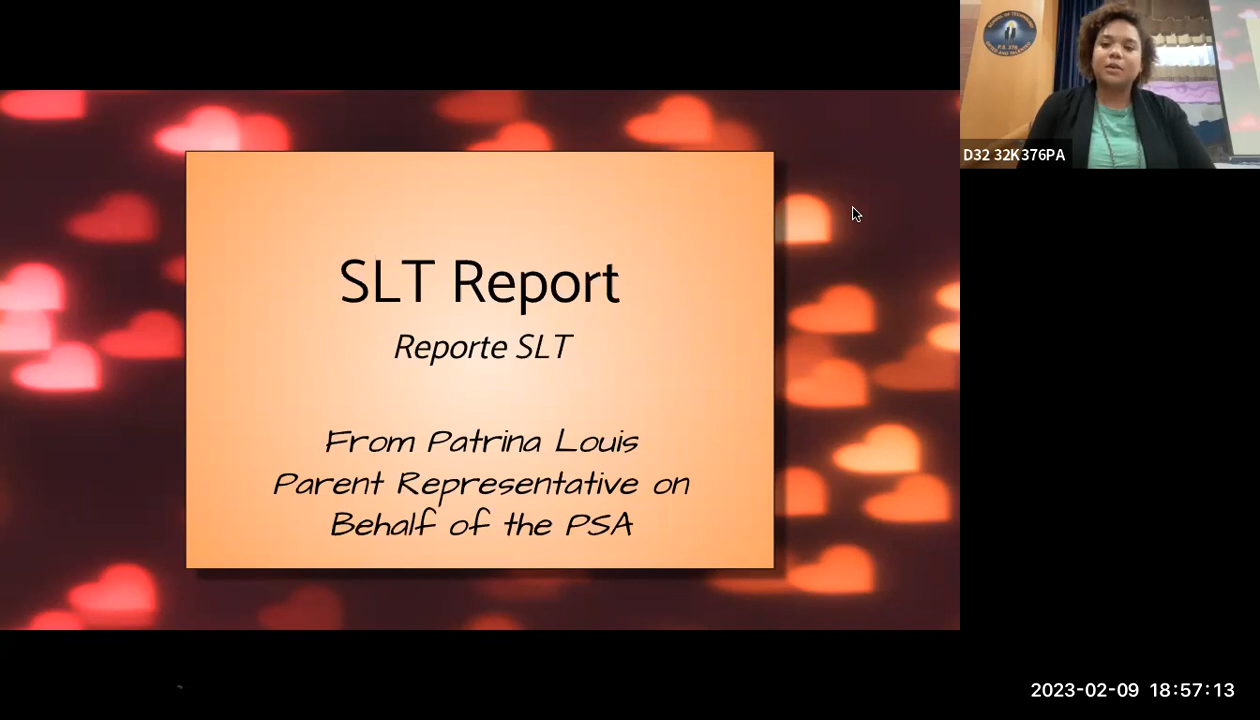 SLT Report
Reporte SLT
From Patrina Louis
Parent Representative on
Behalf of the PSA
P.S. 376
D32 32K376PA
2023-02-09 18:57:13